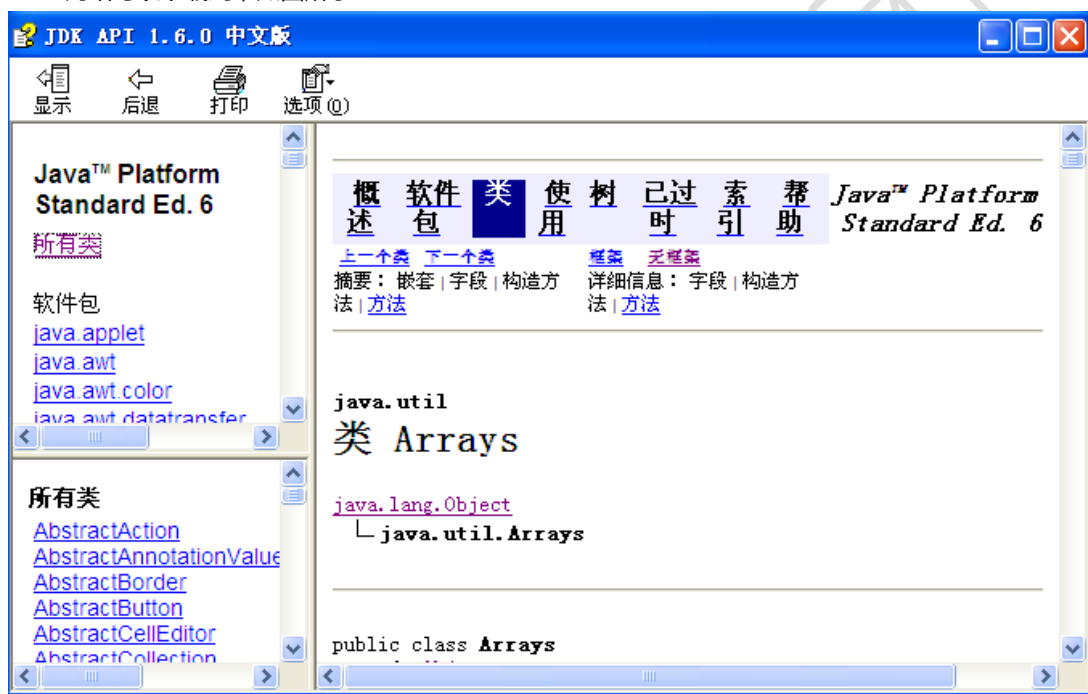 JDK API 1.6.0 中文版
显示 后退 打印 选项(O)
Java™ Platform
Standard Ed. 6
所有类
软件包
java.applet
java.awt
java.awt.color
java.awt.datatransfer
所有类
AbstractAction
AbstractAnnotationValue
AbstractBorder
AbstractButton
AbstractCellEditor
AbstractCollection
概述 软件包 类 使用 树 已过时 索引 帮助
Java™ Platform
Standard Ed. 6
上一个类 下一个类
框架 无框架
摘要: 嵌套 | 字段 | 构造方
法 | 方法
详细信息: 字段 | 构造方
法 | 方法
java.util
类 Arrays
java.lang.Object
java.util.Arrays
public class Arrays